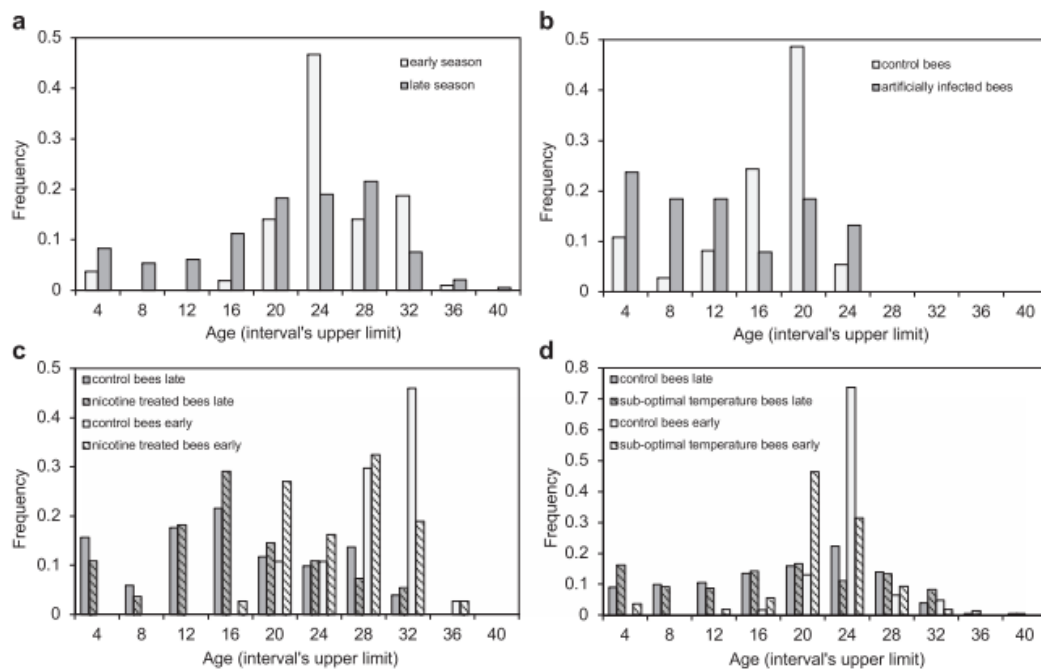 a
0.5
0.4
0.3
0.2
0.1
0
Frequency
early season
late season
4 8 12 16 20 24 28 32 36 40
Age (interval's upper limit)
b
0.5
0.4
0.3
0.2
0.1
0
Frequency
control bees
artificially infected bees
4 8 12 16 20 24 28 32 36 40
Age (interval's upper limit)
c
0.5
0.4
0.3
0.2
0.1
0
Frequency
control bees late
nicotine treated bees late
control bees early
nicotine treated bees early
4 8 12 16 20 24 28 32 36 40
Age (interval's upper limit)
d
0.8
0.7
0.6
0.5
0.4
0.3
0.2
0.1
0
Frequency
control bees late
sub-optimal temperature bees late
control bees early
sub-optimal temperature bees early
4 8 12 16 20 24 28 32 36 40
Age (interval's upper limit)